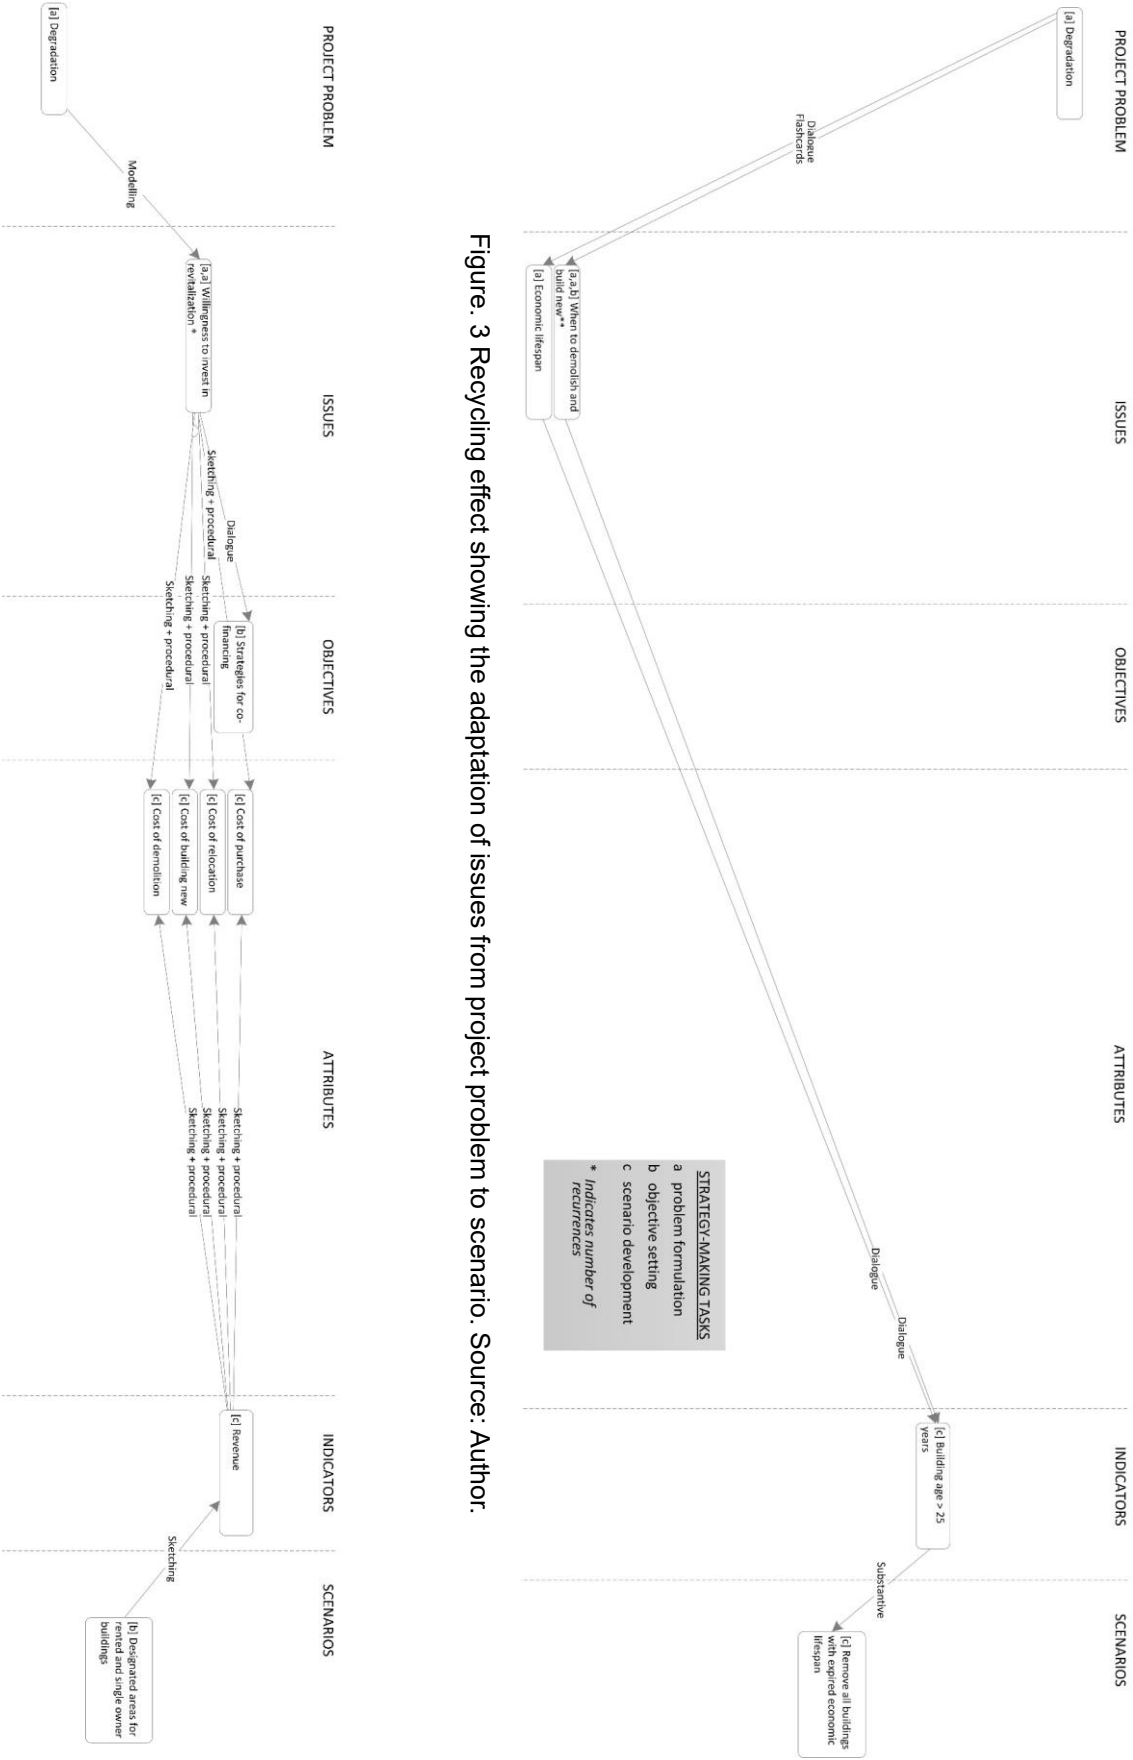 PROJECT PROBLEM
ISSUES
OBJECTIVES
ATTRIBUTES
INDICATORS
SCENARIOS
[a] Degradation
Dialogue
Flashcards
[a,a,b] When to demolish and
build new**
[a] Economic lifespan
Dialogue
Dialogue
[c] Building age > 25
years
Substantive
[c] Remove all buildings
with expired economic
lifespan
STRATEGY-MAKING TASKS
a problem formulation
b objective setting
c scenario development
* Indicates number of
recurrences
Figure. 3 Recycling effect showing the adaptation of issues from project problem to scenario. Source: Author.
PROJECT PROBLEM
ISSUES
OBJECTIVES
ATTRIBUTES
INDICATORS
SCENARIOS
[a] Degradation
Modelling
[a,a] Willingness to invest in
revitalization *
Dialogue
Sketching + procedural
Sketching + procedural
Sketching + procedural
Sketching + procedural
[b] Strategies for co-
financing
[c] Cost of purchase
[c] Cost of relocation
[c] Cost of building new
[c] Cost of demolition
Sketching + procedural
Sketching + procedural
Sketching + procedural
Sketching + procedural
[c] Revenue
Sketching
[b] Designated areas for
rented and single owner
buildings